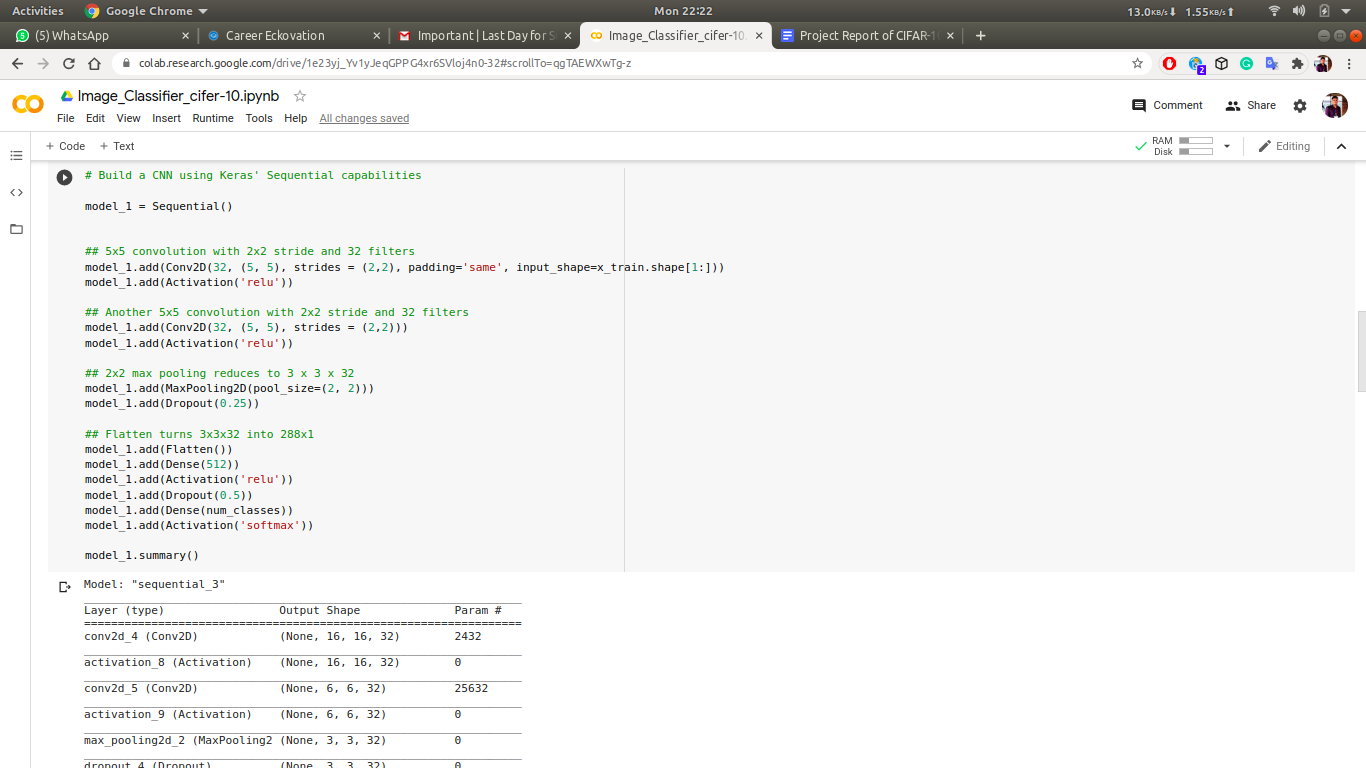 Activities Google Chrome Mon 22:22 13.0KB/s 1.55KB/s
(5) WhatsApp Career Eckovation Important | Last Day for S Image_Classifier_cifer-10. Project Report of CIFAR-1
colab.research.google.com/drive/1e23yj_Yv1yJeqGPPG4xr6SVloj4n0-32#scrollTo=qgTAEWXwTg-z 2
CO Image_Classifier_cifer-10.ipynb
File Edit View Insert Runtime Tools Help All changes saved
Comment Share
+ Code + Text RAM Disk Editing
# Build a CNN using Keras' Sequential capabilities
model_1 = Sequential()
## 5x5 convolution with 2x2 stride and 32 filters
model_1.add(Conv2D(32, (5, 5), strides = (2,2), padding='same', input_shape=x_train.shape[1:]))
model_1.add(Activation('relu'))
## Another 5x5 convolution with 2x2 stride and 32 filters
model_1.add(Conv2D(32, (5, 5), strides = (2,2)))
model_1.add(Activation('relu'))
## 2x2 max pooling reduces to 3 x 3 x 32
model_1.add(MaxPooling2D(pool_size=(2, 2)))
model_1.add(Dropout(0.25))
## Flatten turns 3x3x32 into 288x1
model_1.add(Flatten())
model_1.add(Dense(512))
model_1.add(Activation('relu'))
model_1.add(Dropout(0.5))
model_1.add(Dense(num_classes))
model_1.add(Activation('softmax'))
model_1.summary()
Model: "sequential_3"
Layer (type) Output Shape Param #
=================================================================
conv2d_4 (Conv2D) (None, 16, 16, 32) 2432
activation_8 (Activation) (None, 16, 16, 32) 0
conv2d_5 (Conv2D) (None, 6, 6, 32) 25632
activation_9 (Activation) (None, 6, 6, 32) 0
max_pooling2d_2 (MaxPooling2 (None, 3, 3, 32) 0
dropout_4 (Dropout) (None, 3, 3, 32) 0